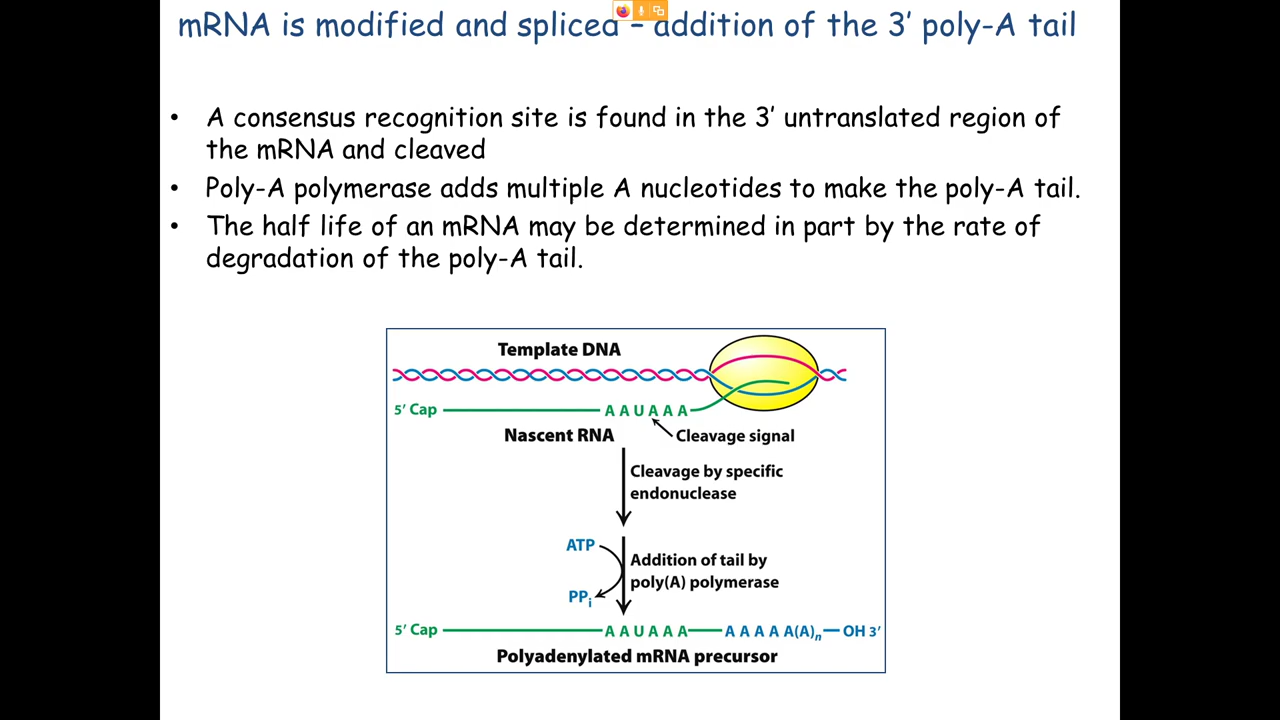 mRNA is modified and spliced – addition of the 3’ poly-A tail
• A consensus recognition site is found in the 3’ untranslated region of
the mRNA and cleaved
• Poly-A polymerase adds multiple A nucleotides to make the poly-A tail.
• The half life of an mRNA may be determined in part by the rate of
degradation of the poly-A tail.
Template DNA
5′ Cap A A U A A A
Nascent RNA
Cleavage signal
Cleavage by specific
endonuclease
ATP
Addition of tail by
poly(A) polymerase
PPi
5′ Cap A A U A A A A A A A A(A)n OH 3′
Polyadenylated mRNA precursor